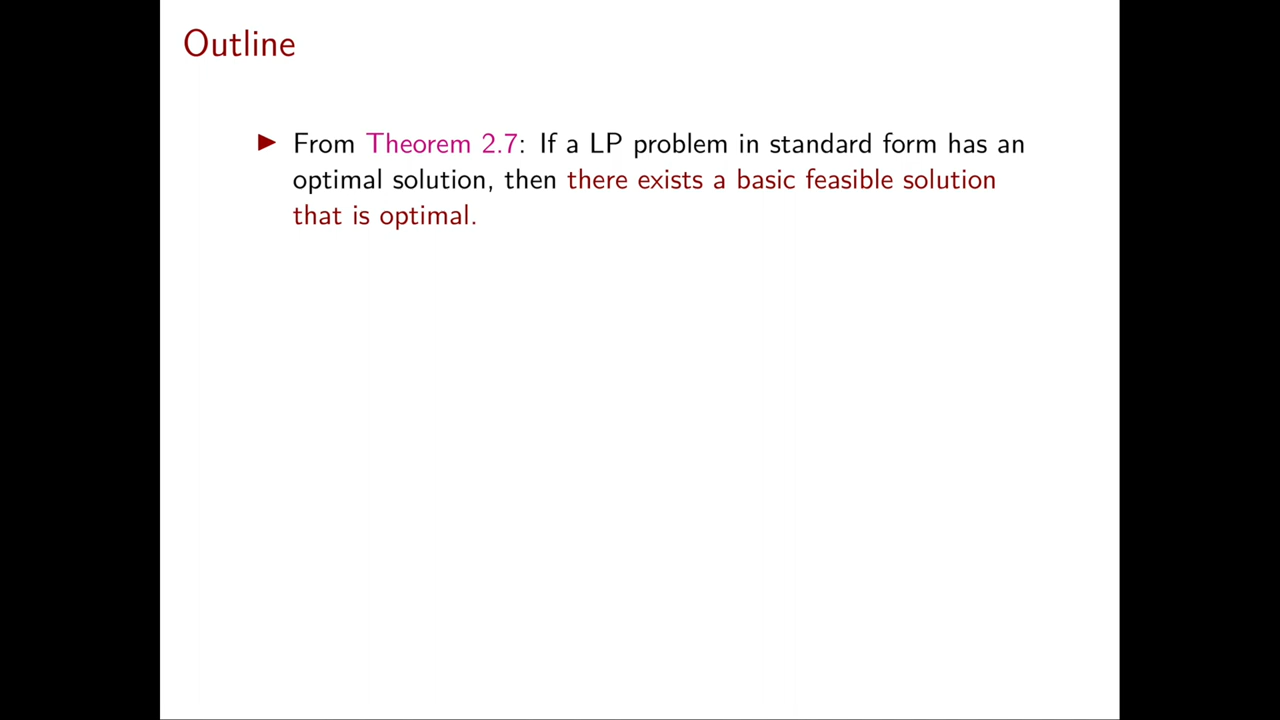 Outline
▶ From Theorem 2.7: If a LP problem in standard form has an
optimal solution, then there exists a basic feasible solution
that is optimal.